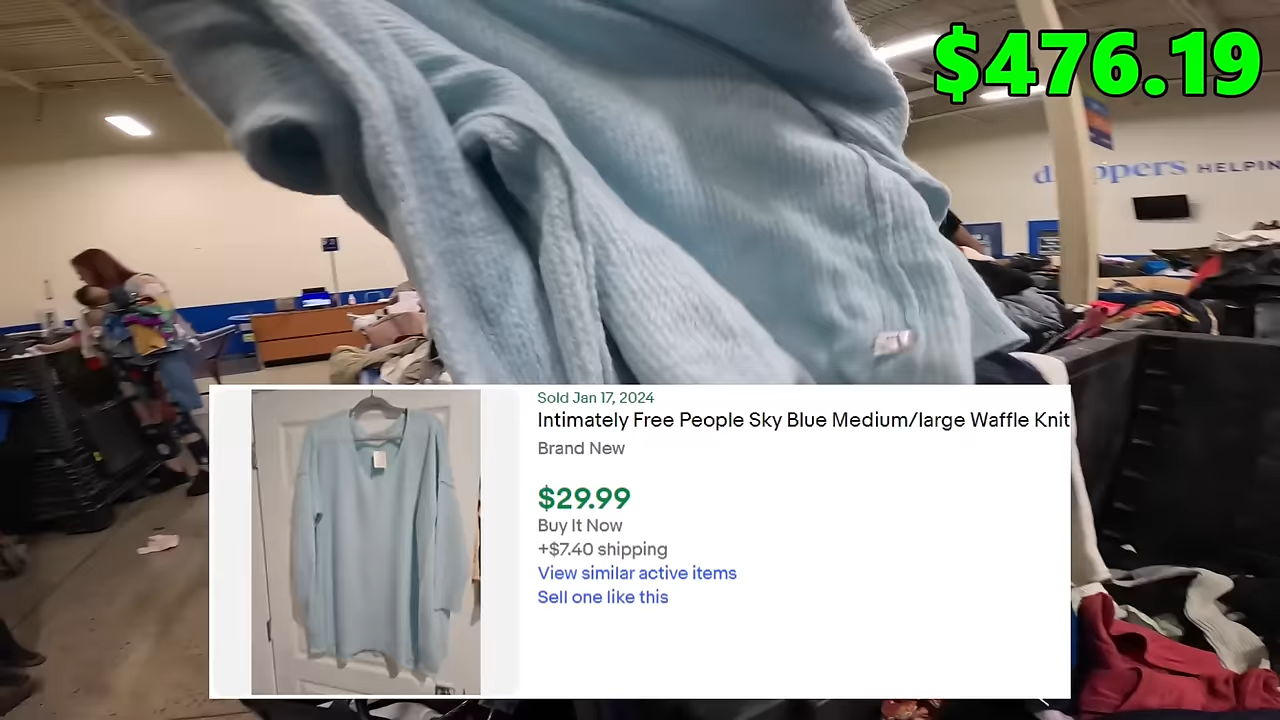 $476.19
HELPIN
Sold Jan 17, 2024
Intimately Free People Sky Blue Medium/large Waffle Knit
Brand New
$29.99
Buy It Now
+$7.40 shipping
View similar active items
Sell one like this